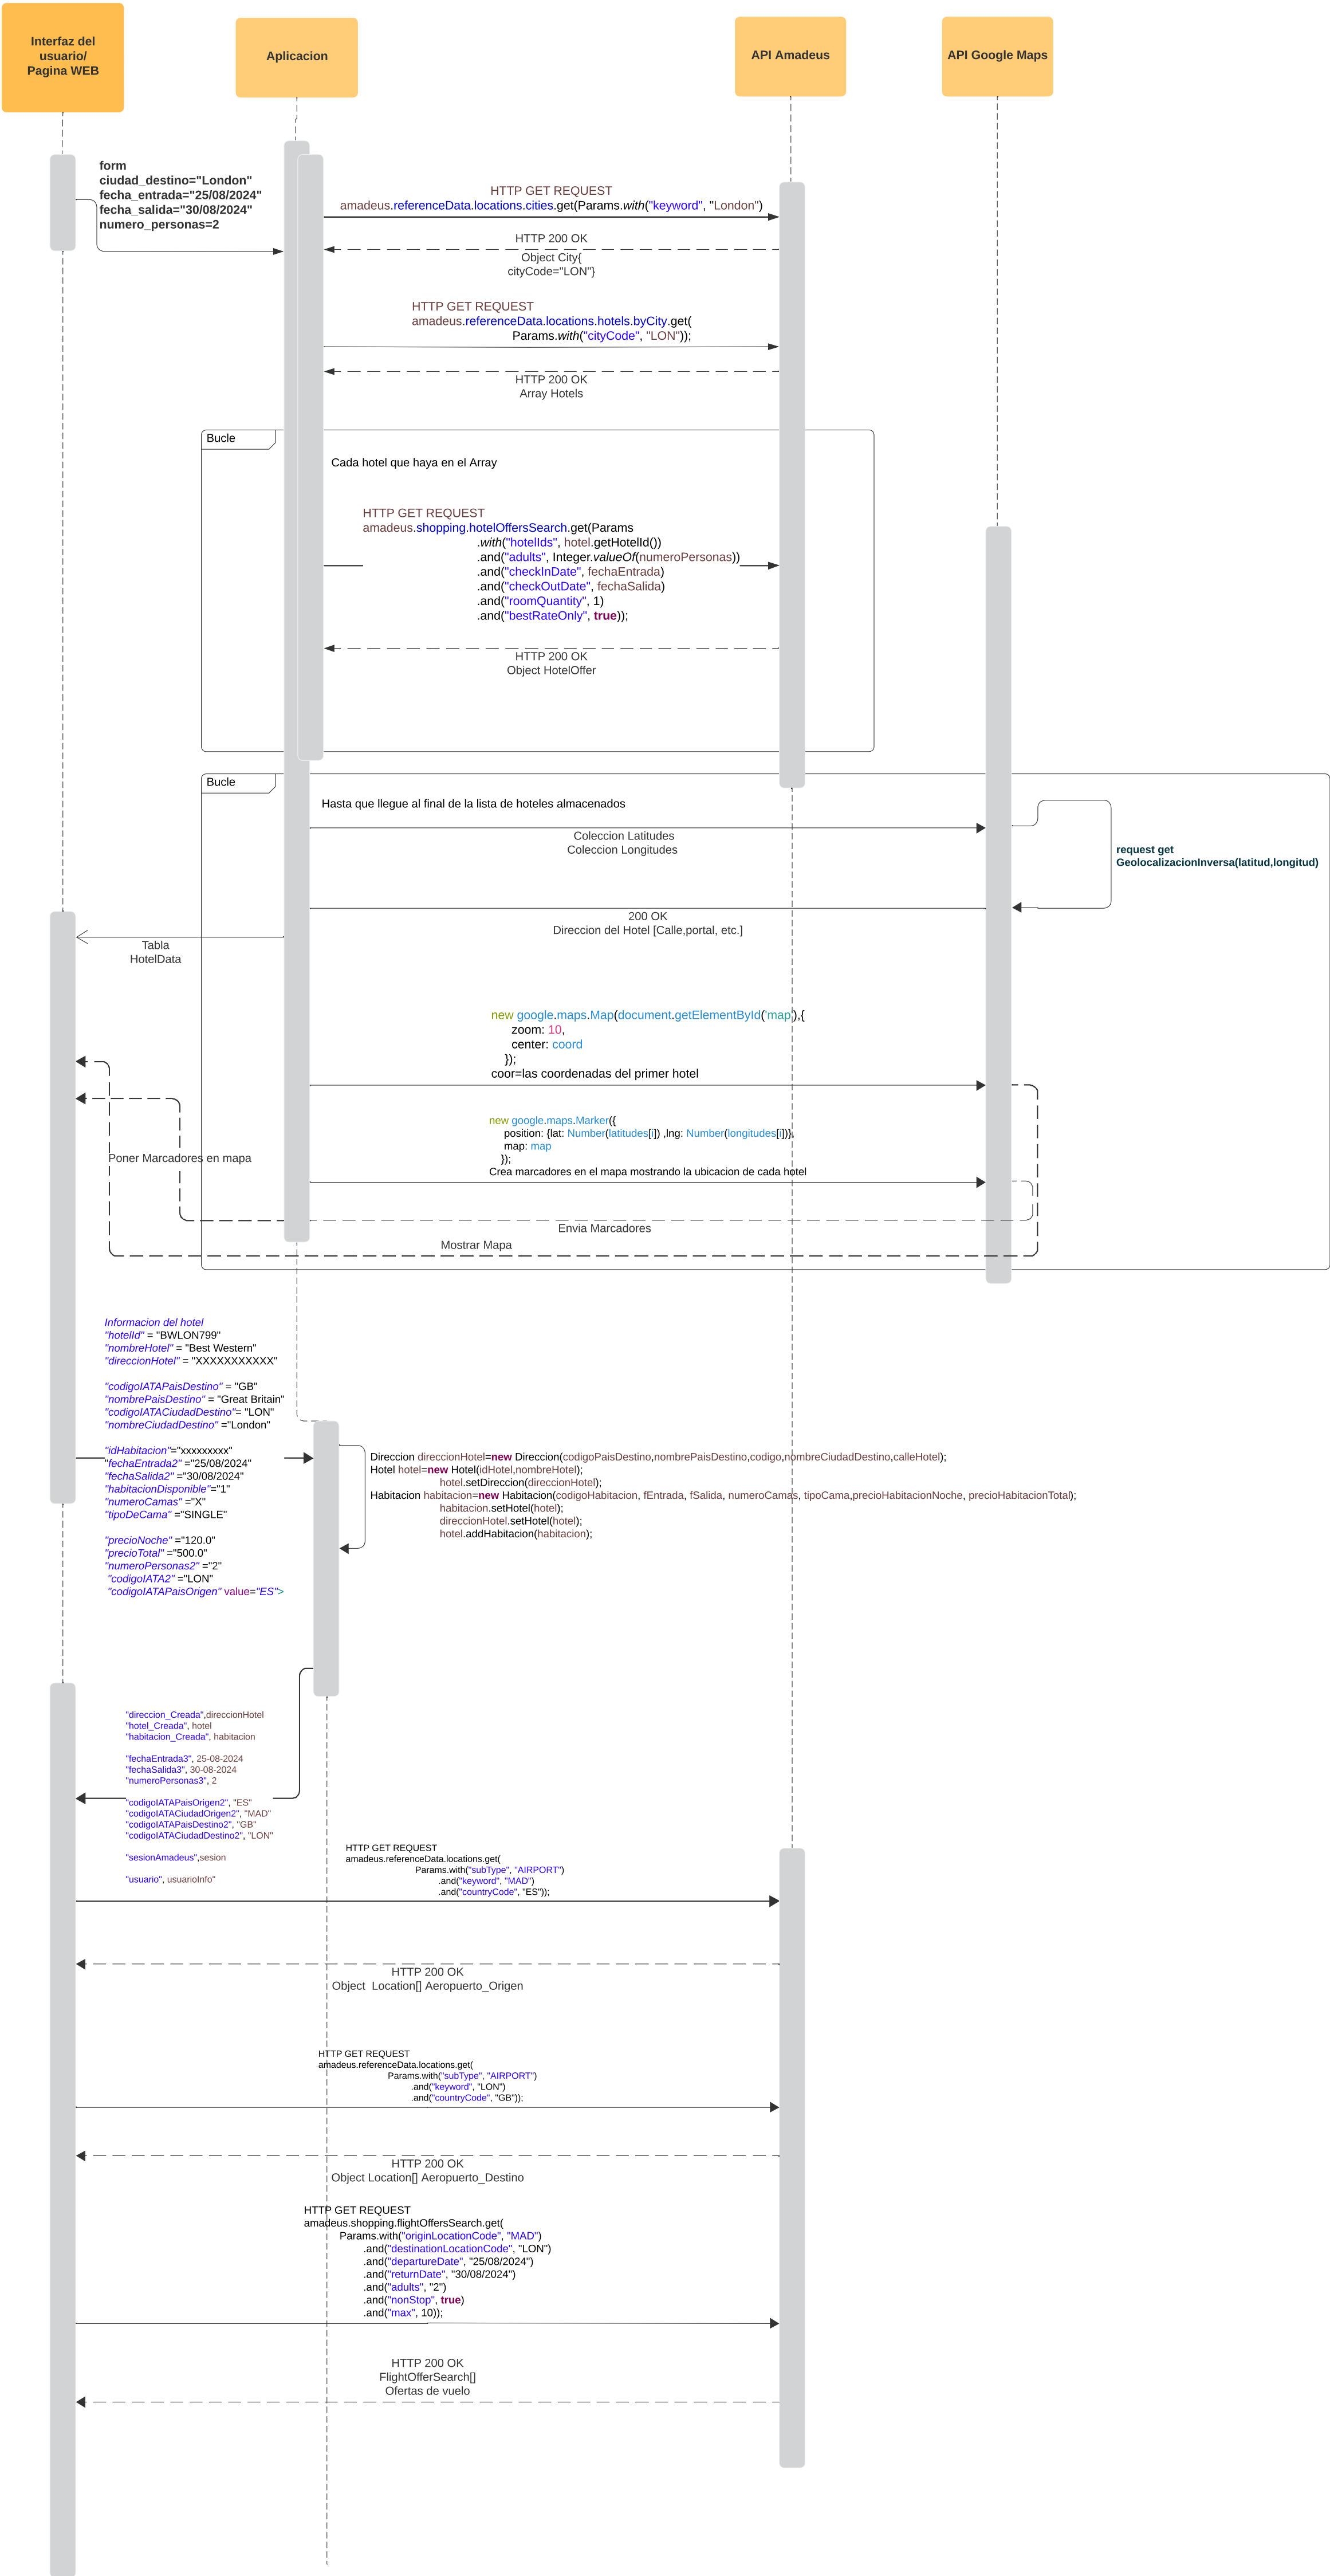 Interfaz del
usuario/
Pagina WEB
Aplicacion
API Amadeus
API Google Maps
form
ciudad_destino="London"
fecha_entrada="25/08/2024"
fecha_salida="30/08/2024"
numero_personas=2
HTTP GET REQUEST
amadeus.referenceData.locations.cities.get(Params.with("keyword", "London")
HTTP 200 OK
Object City{
cityCode="LON"}
HTTP GET REQUEST
amadeus.referenceData.locations.hotels.byCity.get(
Params.with("cityCode", "LON"));
HTTP 200 OK
Array Hotels
Bucle
Cada hotel que haya en el Array
HTTP GET REQUEST
amadeus.shopping.hotelOffersSearch.get(Params
.with("hotelIds", hotel.getHotelId())
.and("adults", Integer.valueOf(numeroPersonas))
.and("checkInDate", fechaEntrada)
.and("checkOutDate", fechaSalida)
.and("roomQuantity", 1)
.and("bestRateOnly", true));
HTTP 200 OK
Object HotelOffer
Bucle
Hasta que llegue al final de la lista de hoteles almacenados
Coleccion Latitudes
Coleccion Longitudes
request get
GeolocalizacionInversa(latitud,longitud)
200 OK
Direccion del Hotel [Calle,portal, etc.]
Tabla
HotelData
new google.maps.Map(document.getElementById('map'),{
zoom: 10,
center: coord
});
coor=las coordenadas del primer hotel
new google.maps.Marker({
position: {lat: Number(latitudes[i]) ,lng: Number(longitudes[i])},
map: map
});
Crea marcadores en el mapa mostrando la ubicacion de cada hotel
Poner Marcadores en mapa
Envia Marcadores
Mostrar Mapa
Informacion del hotel
"hotelId" = "BWLON799"
"nombreHotel" = "Best Western"
"direccionHotel" = "XXXXXXXXXXX"
"codigoIATAPaisDestino" = "GB"
"nombrePaisDestino" = "Great Britain"
"codigoIATACiudadDestino"= "LON"
"nombreCiudadDestino" ="London"
"idHabitacion"="xxxxxxxxx"
"fechaEntrada2" ="25/08/2024"
"fechaSalida2" ="30/08/2024"
"habitacionDisponible"="1"
"numeroCamas" ="X"
"tipoDeCama" ="SINGLE"
"precioNoche" ="120.0"
"precioTotal" ="500.0"
"numeroPersonas2" ="2"
"codigoIATA2" ="LON"
"codigoIATAPaisOrigen" value="ES">
Direccion direccionHotel=new Direccion(codigoPaisDestino,nombrePaisDestino,codigo,nombreCiudadDestino,calleHotel);
Hotel hotel=new Hotel(idHotel,nombreHotel);
hotel.setDireccion(direccionHotel);
Habitacion habitacion=new Habitacion(codigoHabitacion, fEntrada, fSalida, numeroCamas, tipoCama,precioHabitacionNoche, precioHabitacionTotal);
habitacion.setHotel(hotel);
direccionHotel.setHotel(hotel);
hotel.addHabitacion(habitacion);
"direccion_Creada",direccionHotel
"hotel_Creada", hotel
"habitacion_Creada", habitacion
"fechaEntrada3", 25-08-2024
"fechaSalida3", 30-08-2024
"numeroPersonas3", 2
"codigoIATAPaisOrigen2", "ES"
"codigoIATACiudadOrigen2", "MAD"
"codigoIATAPaisDestino2", "GB"
"codigoIATACiudadDestino2", "LON"
"sesionAmadeus",sesion
"usuario", usuarioInfo"
HTTP GET REQUEST
amadeus.referenceData.locations.get(
Params.with("subType", "AIRPORT")
.and("keyword", "MAD")
.and("countryCode", "ES"));
HTTP 200 OK
Object  Location[] Aeropuerto_Origen
HTTP GET REQUEST
amadeus.referenceData.locations.get(
Params.with("subType", "AIRPORT")
.and("keyword", "LON")
.and("countryCode", "GB"));
HTTP 200 OK
Object Location[] Aeropuerto_Destino
HTTP GET REQUEST
amadeus.shopping.flightOffersSearch.get(
Params.with("originLocationCode", "MAD")
.and("destinationLocationCode", "LON")
.and("departureDate", "25/08/2024")
.and("returnDate", "30/08/2024")
.and("adults", "2")
.and("nonStop", true)
.and("max", 10));
HTTP 200 OK
FlightOfferSearch[]
Ofertas de vuelo